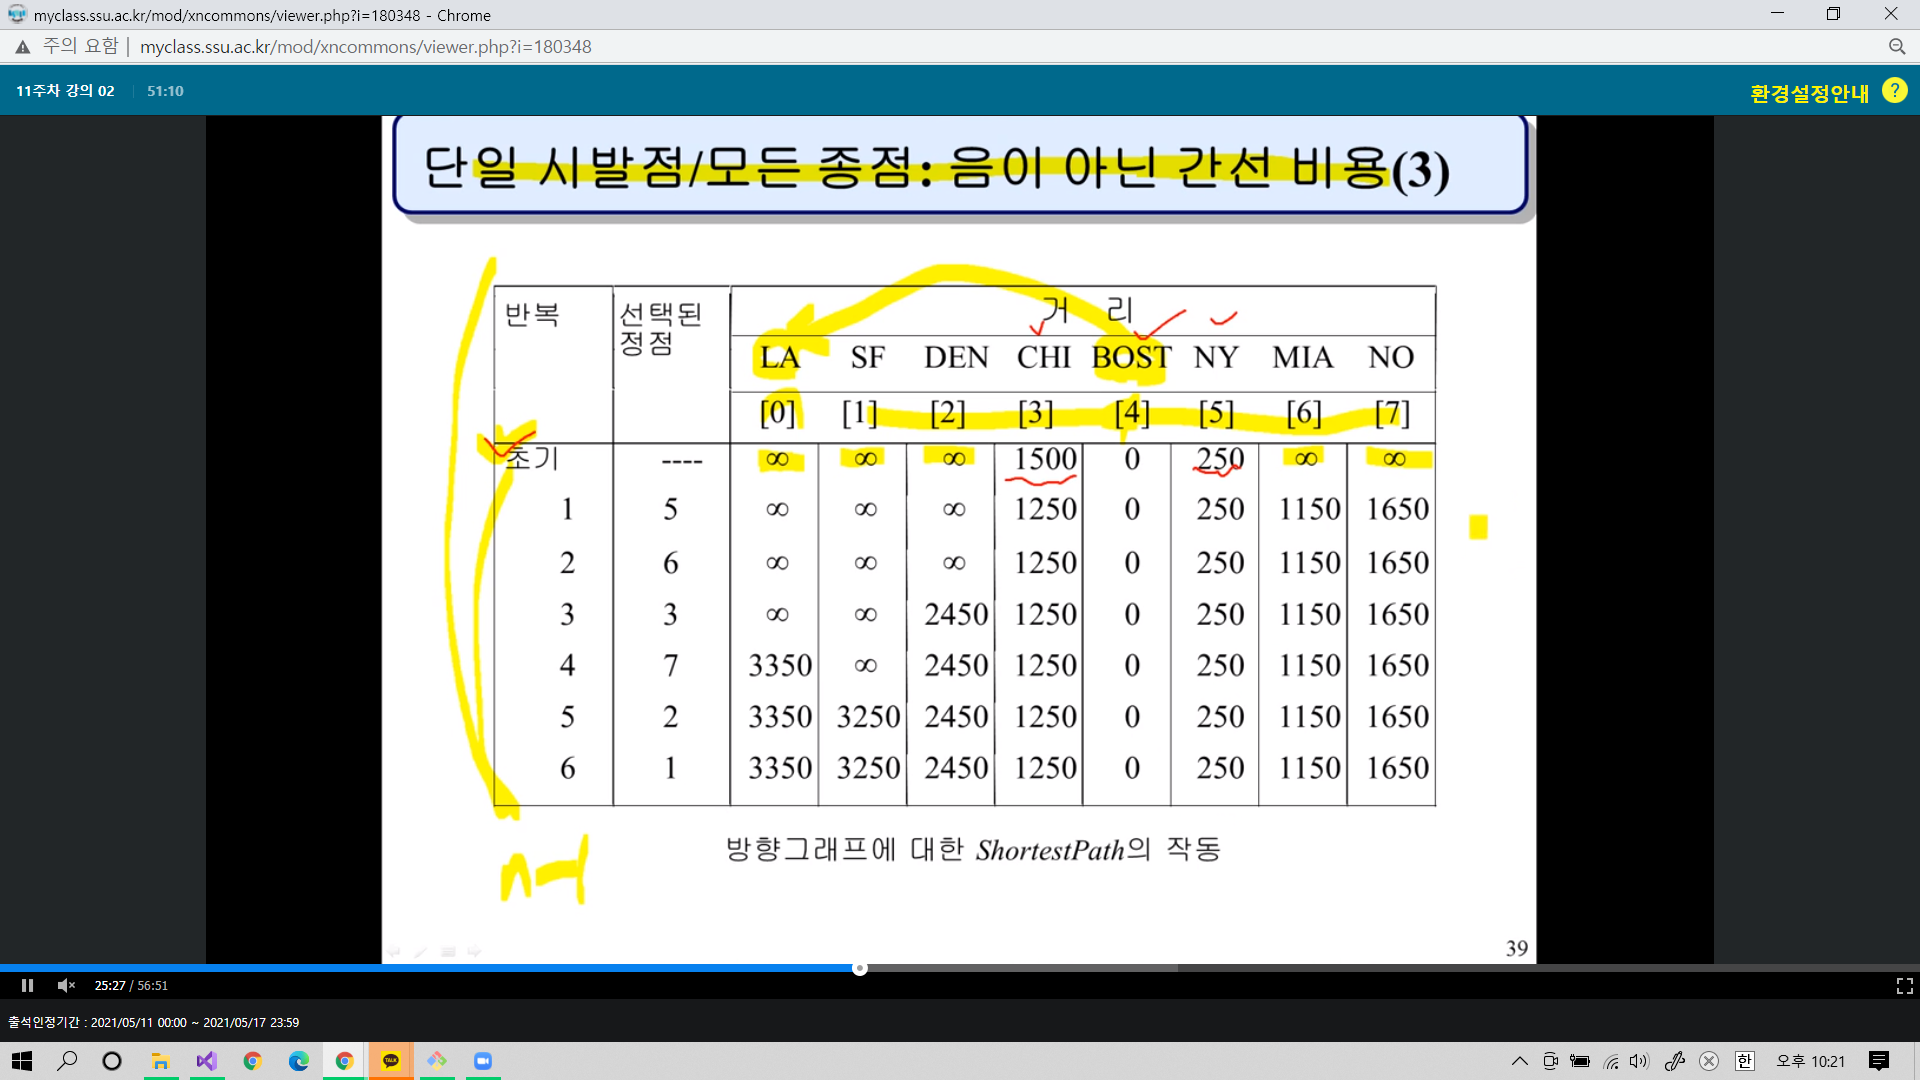 myclass.ssu.ac.kr/mod/xncommons/viewer.php?i=180348 - Chrome
주의 요함 | myclass.ssu.ac.kr/mod/xncommons/viewer.php?i=180348
11주차 강의 02 51:10 환경설정안내 ?
단일 시발점/모든 종점: 음이 아닌 간선 비용(3)
반복 선택된 정점 거 리
LA SF DEN CHI BOST NY MIA NO
[0] [1] [2] [3] [4] [5] [6] [7]
초기 ---- ∞ ∞ ∞ 1500 0 250 ∞ ∞
1 5 ∞ ∞ ∞ 1250 0 250 1150 1650
2 6 ∞ ∞ ∞ 1250 0 250 1150 1650
3 3 ∞ ∞ 2450 1250 0 250 1150 1650
4 7 3350 ∞ 2450 1250 0 250 1150 1650
5 2 3350 3250 2450 1250 0 250 1150 1650
6 1 3350 3250 2450 1250 0 250 1150 1650
n-1
방향그래프에 대한 ShortestPath의 작동
39
25:27 / 56:51
출석인정기간 : 2021/05/11 00:00 ~ 2021/05/17 23:59
TALK 한 오후 10:21